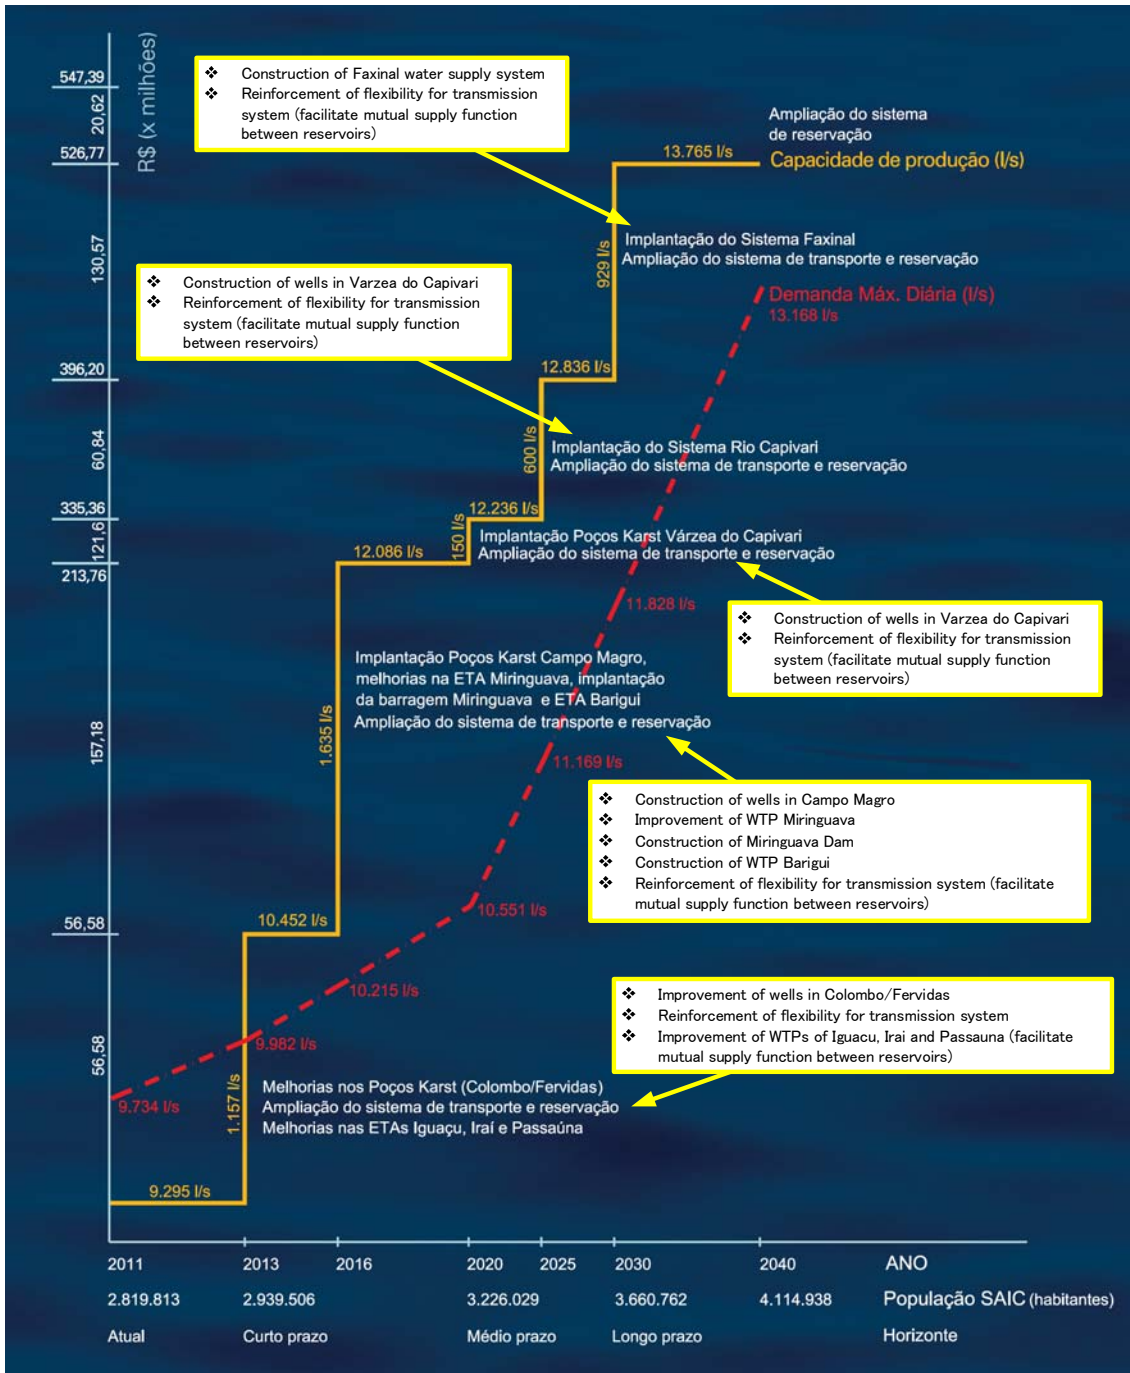 R$ (x milhões)
547,39
20,62
526,77
130,57
396,20
60,84
335,36
121,6
213,76
157,18
56,58
56,58
❖ Construction of Faxinal water supply system
❖ Reinforcement of flexibility for transmission
system (facilitate mutual supply function
between reservoirs)
Ampliação do sistema
de reservação
13.765 l/s
Capacidade de produção (l/s)
929 l/s
Implantação do Sistema Faxinal
Ampliação do sistema de transporte e reservação
❖ Construction of wells in Varzea do Capivari
❖ Reinforcement of flexibility for transmission
system (facilitate mutual supply function
between reservoirs)
Demanda Máx. Diária (l/s)
13.168 l/s
12.836 l/s
600 l/s
Implantação do Sistema Rio Capivari
Ampliação do sistema de transporte e reservação
12.236 l/s
150 l/s
Implantação Poços Karst Várzea do Capivari
Ampliação do sistema de transporte e reservação
12.086 l/s
11.828 l/s
❖ Construction of wells in Varzea do Capivari
❖ Reinforcement of flexibility for transmission
system (facilitate mutual supply function
between reservoirs)
Implantação Poços Karst Campo Magro,
melhorias na ETA Miringuava, implantação
da barragem Miringuava e ETA Barigui
Ampliação do sistema de transporte e reservação
1.635 l/s
11.169 l/s
❖ Construction of wells in Campo Magro
❖ Improvement of WTP Miringuava
❖ Construction of Miringuava Dam
❖ Construction of WTP Barigui
❖ Reinforcement of flexibility for transmission system (facilitate
mutual supply function between reservoirs)
10.551 l/s
10.452 l/s
10.215 l/s
❖ Improvement of wells in Colombo/Fervidas
❖ Reinforcement of flexibility for transmission system
❖ Improvement of WTPs of Iguacu, Irai and Passauna (facilitate
mutual supply function between reservoirs)
9.982 l/s
9.734 l/s
1.157 l/s
Melhorias nos Poços Karst (Colombo/Fervidas)
Ampliação do sistema de transporte e reservação
Melhorias nas ETAs Iguaçu, Iraí e Passaúna
9.295 l/s
2011 2013 2016 2020 2025 2030 2040 ANO
2.819.813 2.939.506 3.226.029 3.660.762 4.114.938 População SAIC (habitantes)
Atual Curto prazo Médio prazo Longo prazo Horizonte